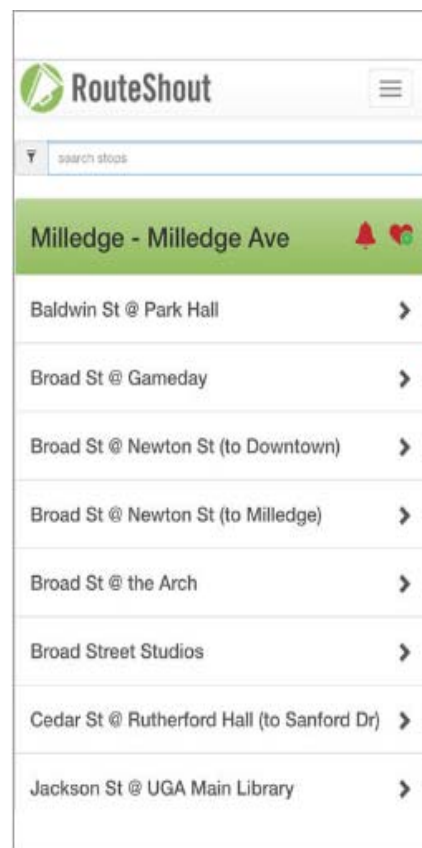 RouteShout
search stops
Milledge - Milledge Ave
Baldwin St @ Park Hall
Broad St @ Gameday
Broad St @ Newton St (to Downtown)
Broad St @ Newton St (to Milledge)
Broad St @ the Arch
Broad Street Studios
Cedar St @ Rutherford Hall (to Sanford Dr)
Jackson St @ UGA Main Library